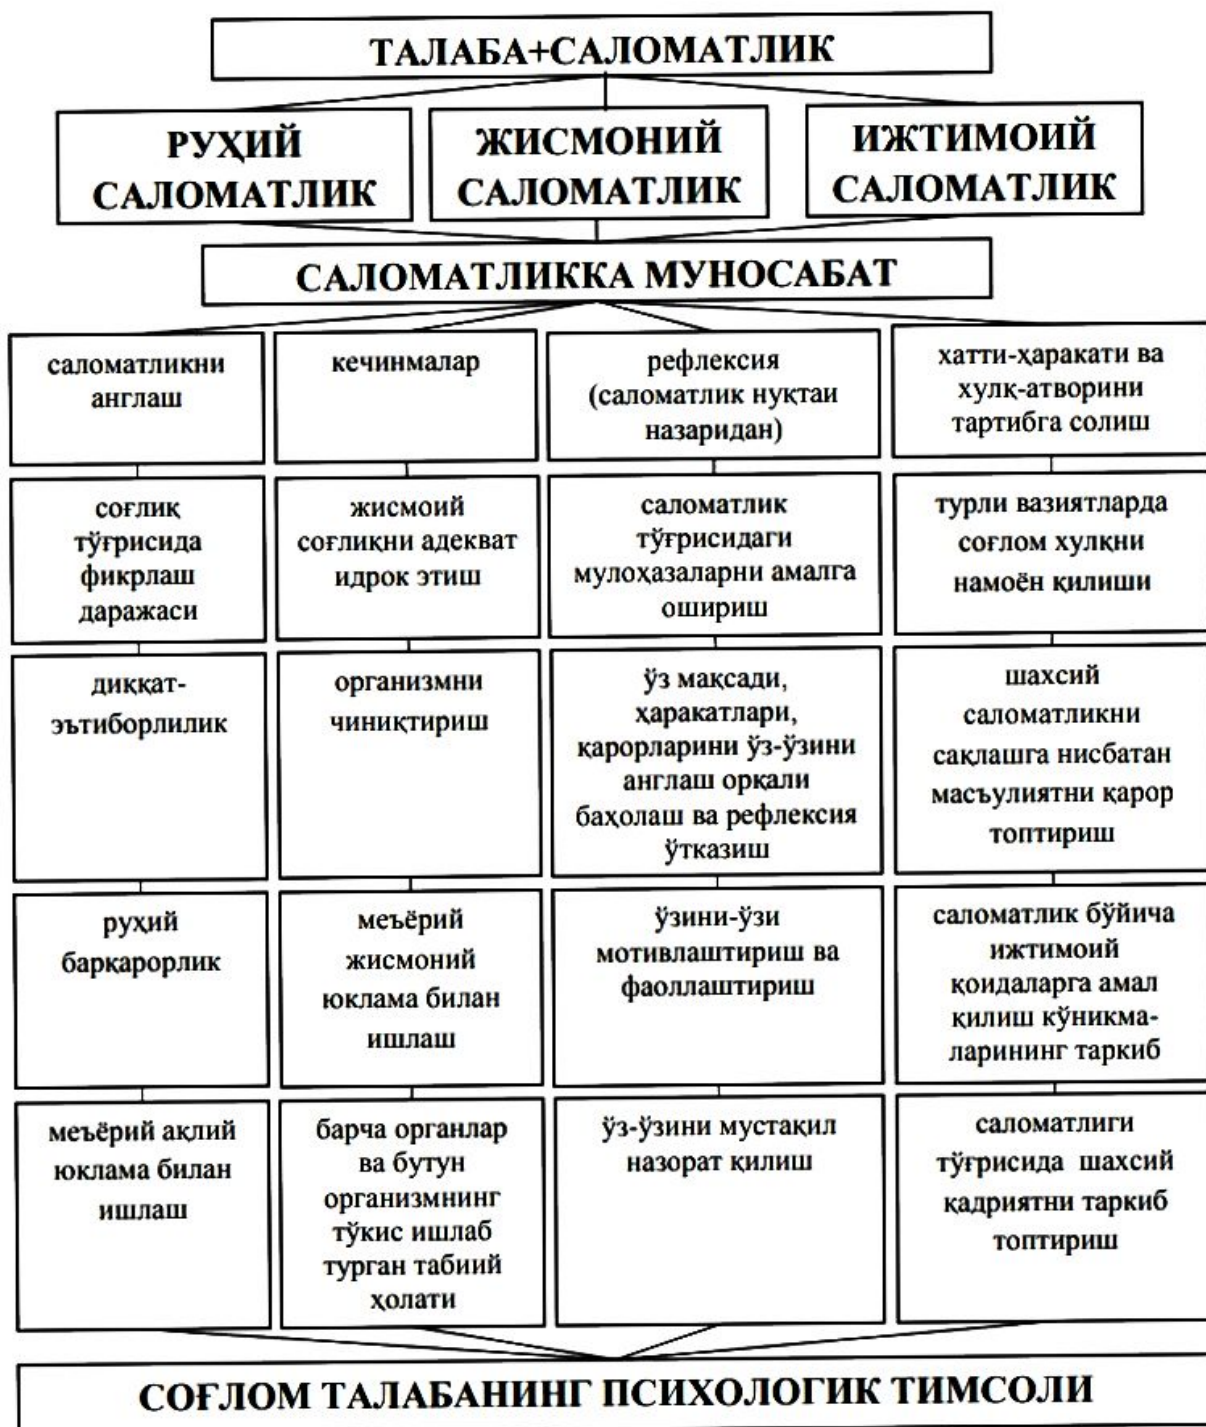 ТАЛАБА+САЛОМАТЛИК
РУҲИЙ
САЛОМАТЛИК
ЖИСМОНИЙ
САЛОМАТЛИК
ИЖТИМОИЙ
САЛОМАТЛИК
САЛОМАТЛИККА МУНОСАБАТ
саломатликни
англаш
кечинмалар
рефлексия
(саломатлик нуқтаи
назаридан)
хатти-ҳаракати ва
хулқ-атворини
тартибга солиш
соғлиқ
тўғрисида
фикрлаш
даражаси
жисмоий
соғлиқни адекват
идрок этиш
саломатлик
тўғрисидаги
мулоҳазаларни амалга
ошириш
турли вазиятларда
соғлом хулқни
намоён қилиши
диққат-
эътиборлилик
организмни
чиниқтириш
ўз мақсади,
ҳаракатлари,
қарорларини ўз-ўзини
англаш орқали
баҳолаш ва рефлексия
ўтказиш
шахсий
саломатликни
сақлашга нисбатан
масъулиятни қарор
топтириш
руҳий
барқарорлик
меъёрий
жисмоний
юклама билан
ишлаш
ўзини-ўзи
мотивлаштириш ва
фаоллаштириш
саломатлик бўйича
ижтимоий
қоидаларга амал
қилиш кўникма-
ларининг таркиб
меъёрий ақлий
юклама билан
ишлаш
барча органлар
ва бутун
организмнинг
тўкис ишлаб
турган табиий
ҳолати
ўз-ўзини мустақил
назорат қилиш
саломатлиги
тўғрисида шахсий
қадриятни таркиб
топтириш
СОҒЛОМ ТАЛАБАНИНГ ПСИХОЛОГИК ТИМСОЛИ